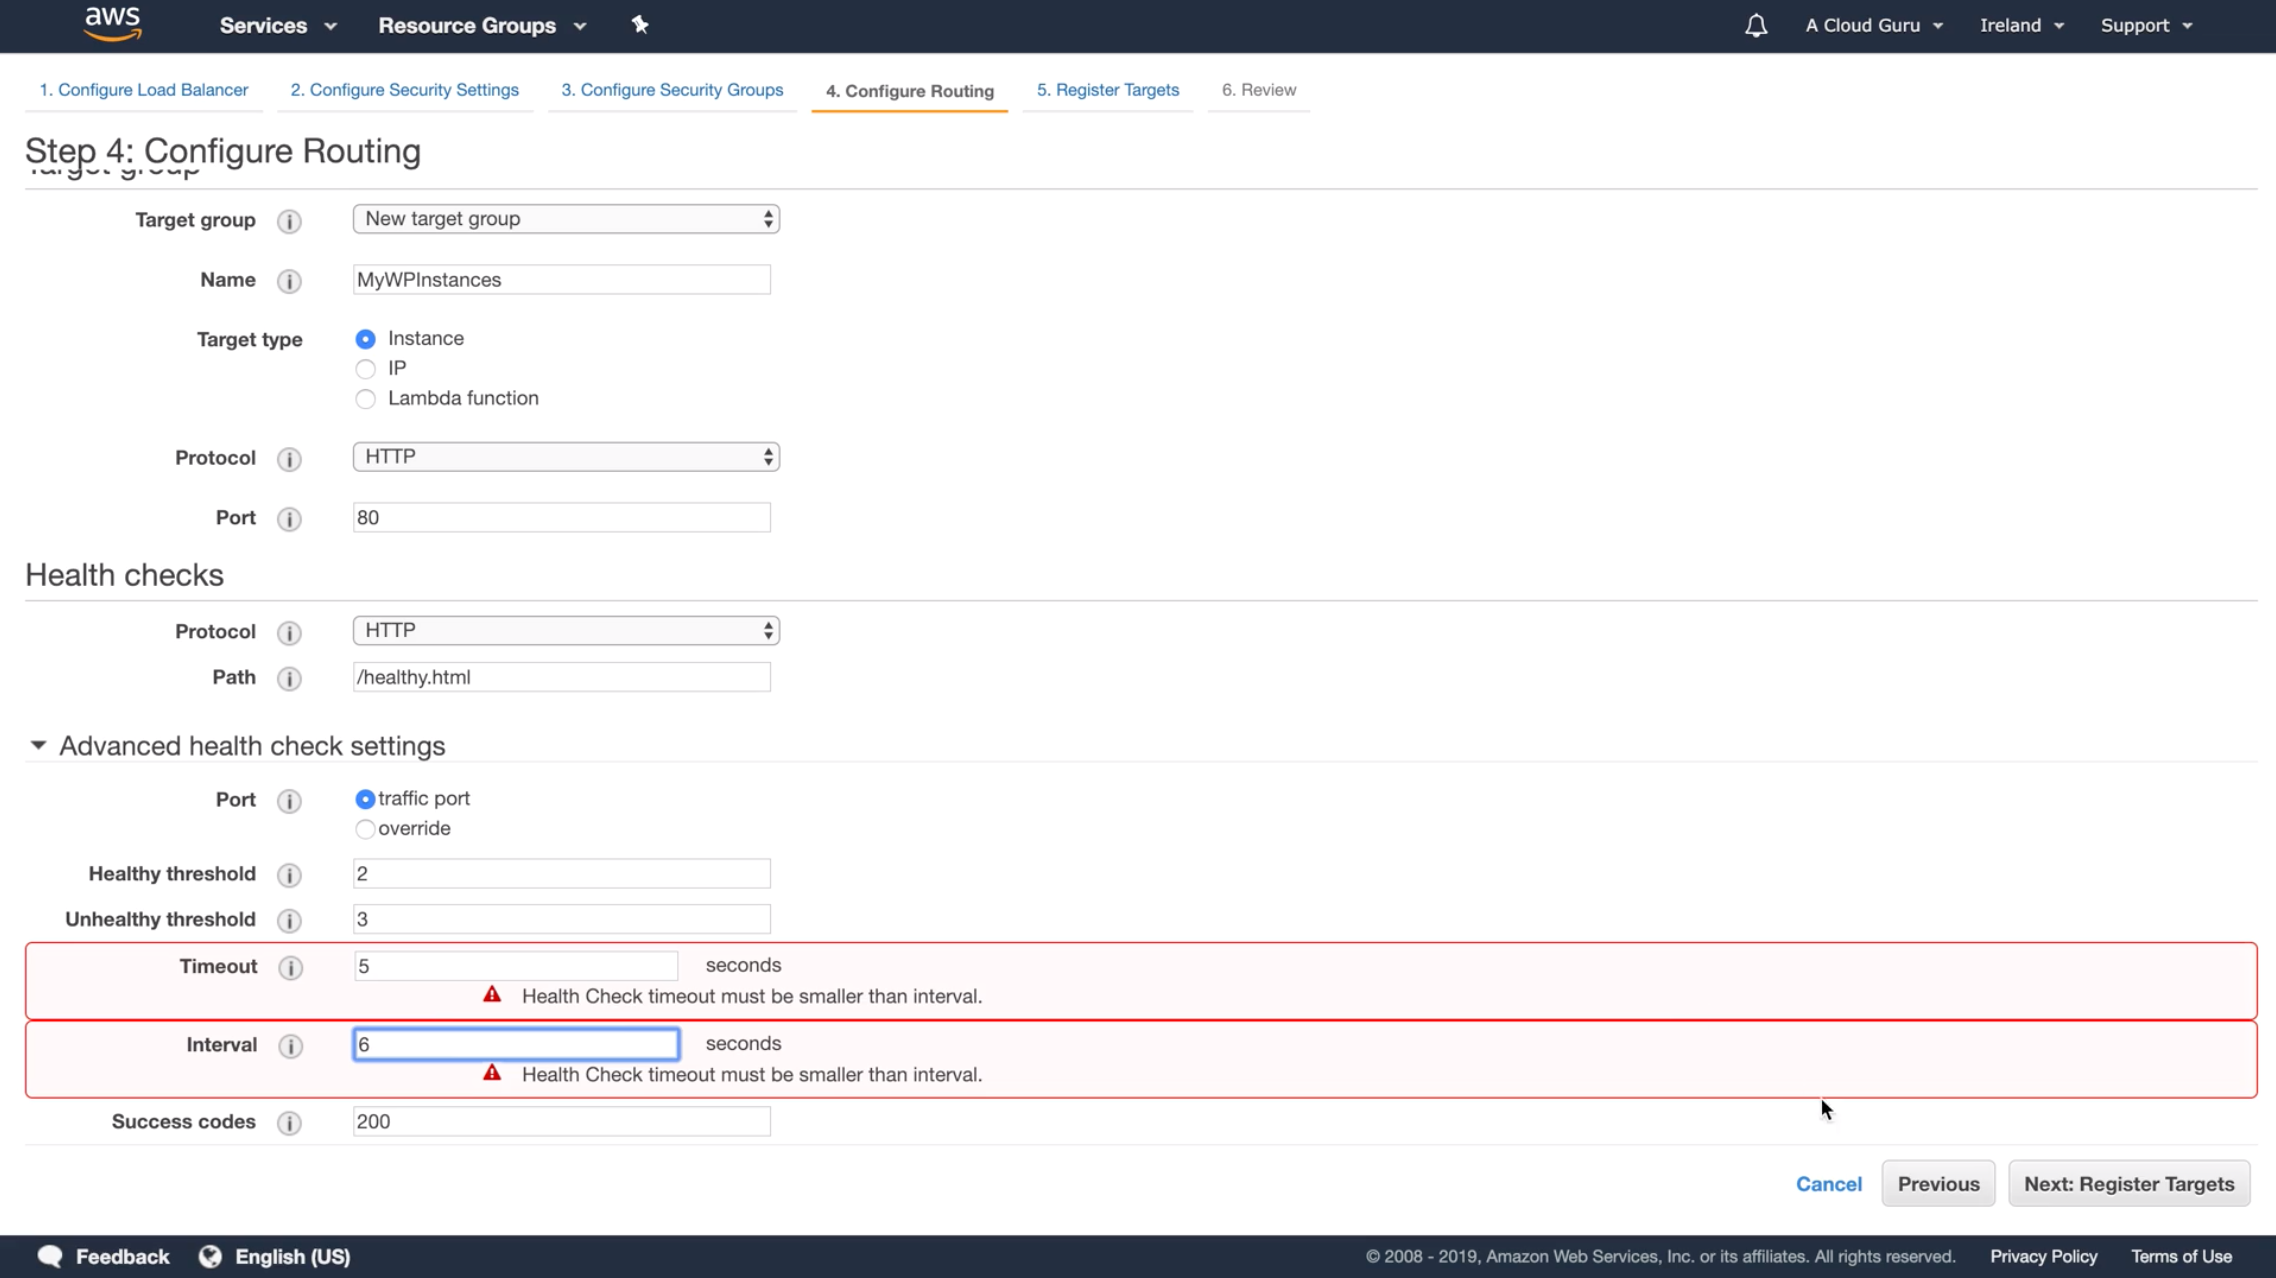 aws Services Resource Groups A Cloud Guru Ireland Support
1. Configure Load Balancer 2. Configure Security Settings 3. Configure Security Groups 4. Configure Routing 5. Register Targets 6. Review
Step 4: Configure Routing
Target group
Target group New target group
Name MyWPInstances
Target type Instance
IP
Lambda function
Protocol HTTP
Port 80
Health checks
Protocol HTTP
Path /healthy.html
Advanced health check settings
Port traffic port
override
Healthy threshold 2
Unhealthy threshold 3
Timeout 5 seconds
Health Check timeout must be smaller than interval.
Interval 6 seconds
Health Check timeout must be smaller than interval.
Success codes 200
Cancel Previous Next: Register Targets
Feedback English (US) © 2008 - 2019, Amazon Web Services, Inc. or its affiliates. All rights reserved. Privacy Policy Terms of Use